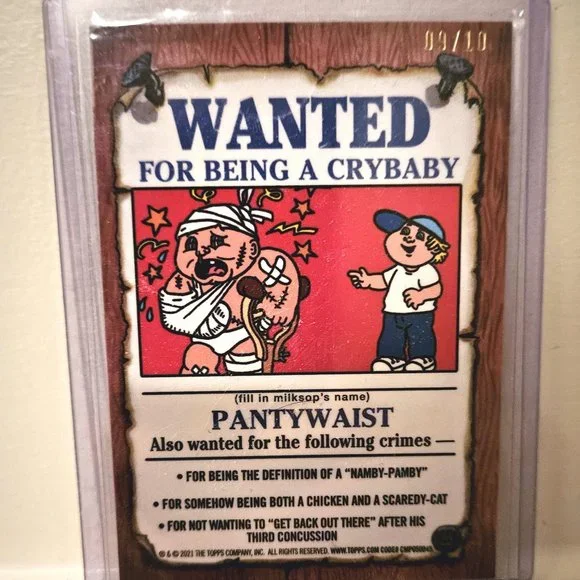 09/10
WANTED
FOR BEING A CRYBABY
(fill in milksop's name)
PANTYWAIST
Also wanted for the following crimes —
• FOR BEING THE DEFINITION OF A "NAMBY-PAMBY"
• FOR SOMEHOW BEING BOTH A CHICKEN AND A SCAREDY-CAT
• FOR NOT WANTING TO "GET BACK OUT THERE" AFTER HIS
THIRD CONCUSSION
® & © 2021 THE TOPPS COMPANY, INC. ALL RIGHTS RESERVED. WWW.TOPPS.COM